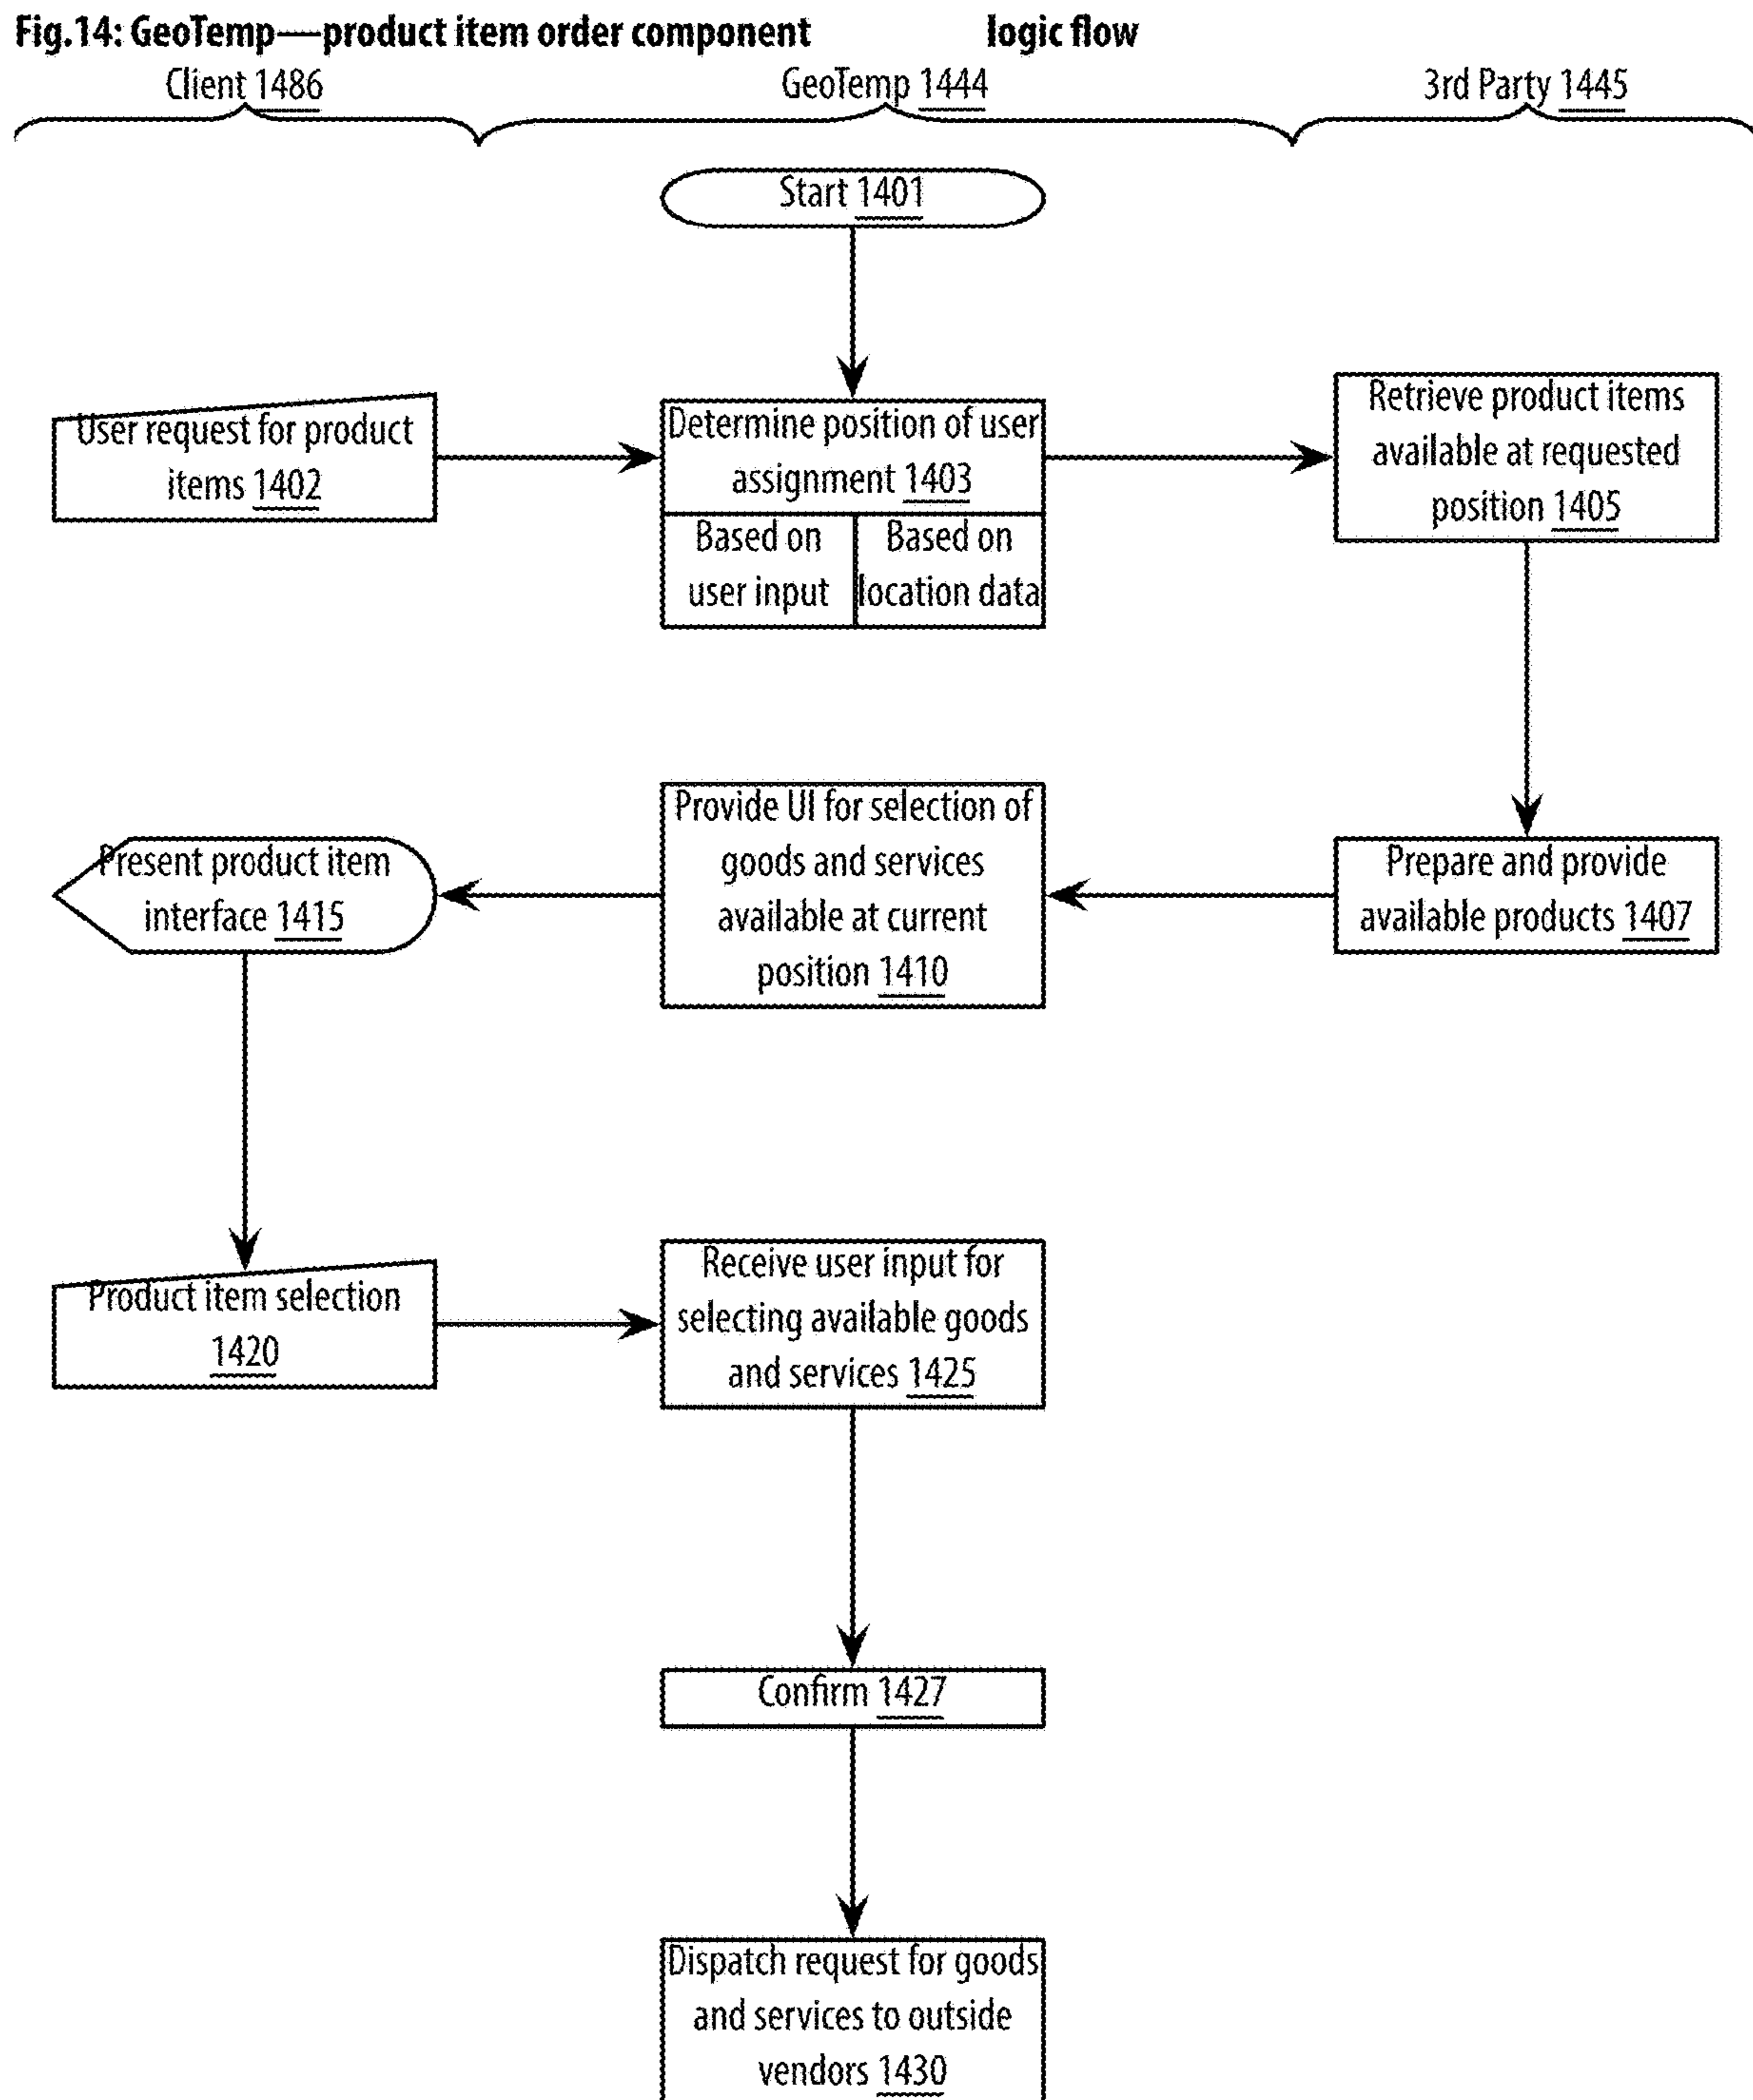 Fig.14: GeoTemp—product item order component logic flow
Client 1486
GeoTemp 1444
3rd Party 1445
Start 1401
User request for product
items 1402
Determine position of user
assignment 1403
Based on
user input
Based on
location data
Retrieve product items
available at requested
position 1405
Present product item
interface 1415
Provide UI for selection of
goods and services
available at current
position 1410
Prepare and provide
available products 1407
Product item selection
1420
Receive user input for
selecting available goods
and services 1425
Confirm 1427
Dispatch request for goods
and services to outside
vendors 1430